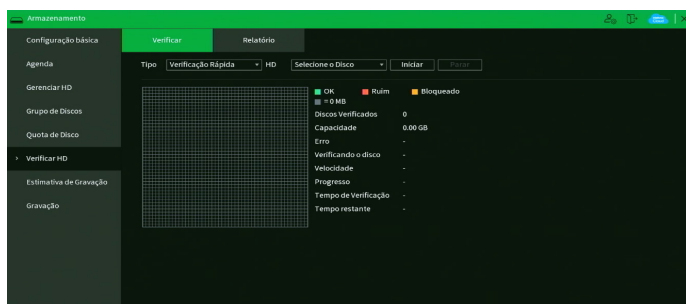 Armazenamento
Configuração básica
Agenda
Gerenciar HD
Grupo de Discos
Quota de Disco
Verificar HD
Estimativa de Gravação
Gravação
Verificar Relatório
Tipo Verificação Rápida HD Selecione o Disco Iniciar Parar
OK Ruim Bloqueado
= 0 MB
Discos Verificados 0
Capacidade 0.00 GB
Erro -
Verificando o disco -
Velocidade -
Progresso -
Tempo de Verificação -
Tempo restante -